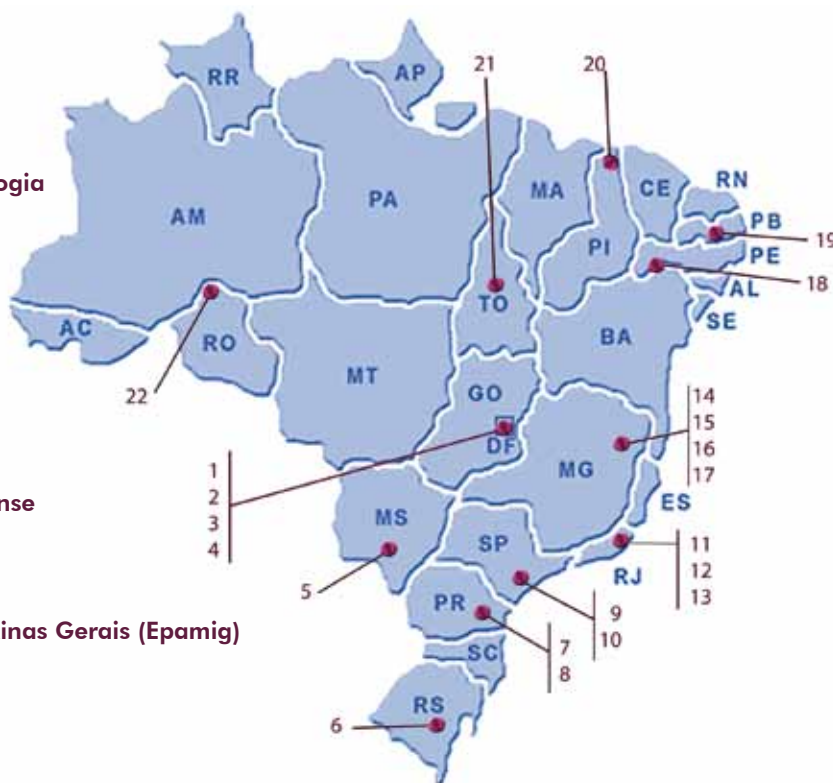 ogia
nse
inas Gerais (Epamig)
RR
AP
21
20
AM
PA
MA
CE
RN
PB
19
PI
PE
18
AL
TO
SE
AC
RO
BA
22
MT
GO
14
15
16
17
DF
MG
1
2
3
4
ES
MS
SP
11
12
13
RJ
5
PR
9
10
7
8
SC
RS
6